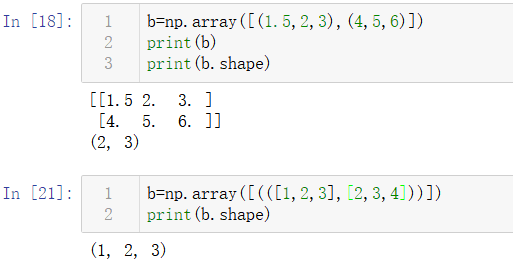 In [18]:
1 b=np.array([(1.5,2,3),(4,5,6)])
2 print(b)
3 print(b.shape)
[[1.5 2.  3. ]
 [4.  5.  6. ]]
(2, 3)
In [21]:
1 b=np.array([(([1,2,3],[2,3,4]))])
2 print(b.shape)
(1, 2, 3)